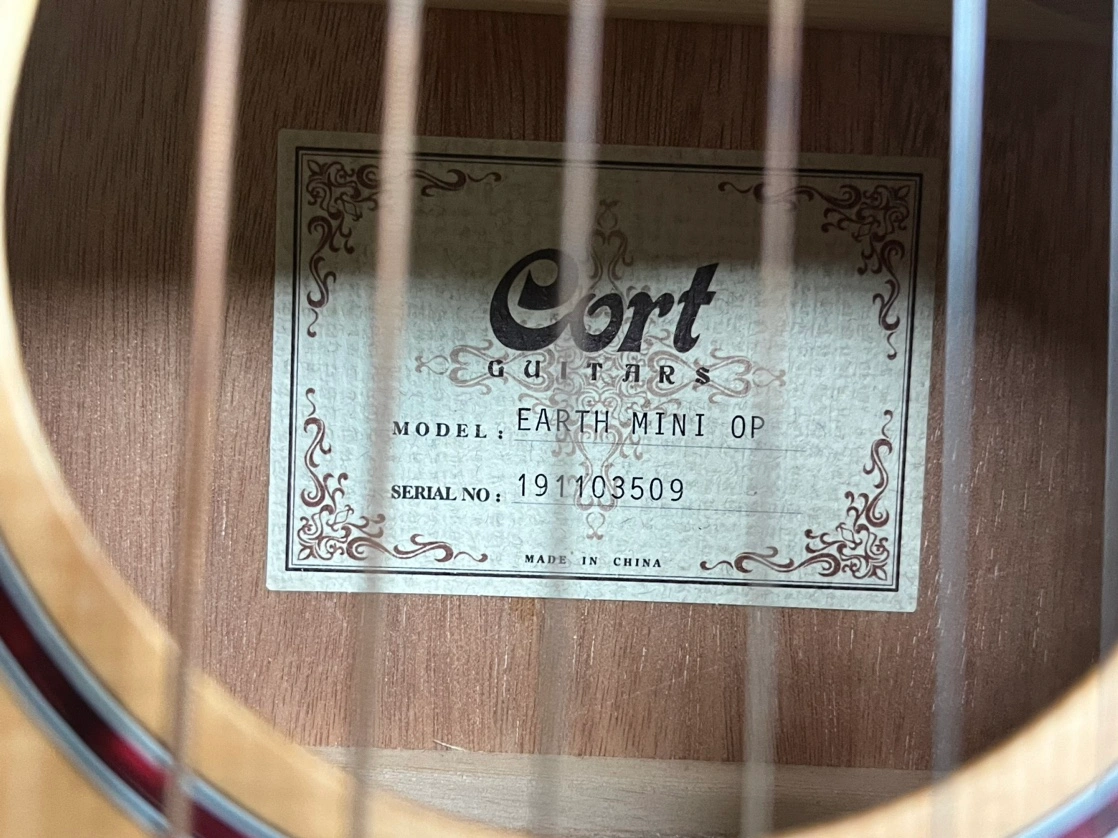 Cort
GUITARS
MODEL: EARTH MINI OP
SERIAL NO: 191103509
MADE IN CHINA